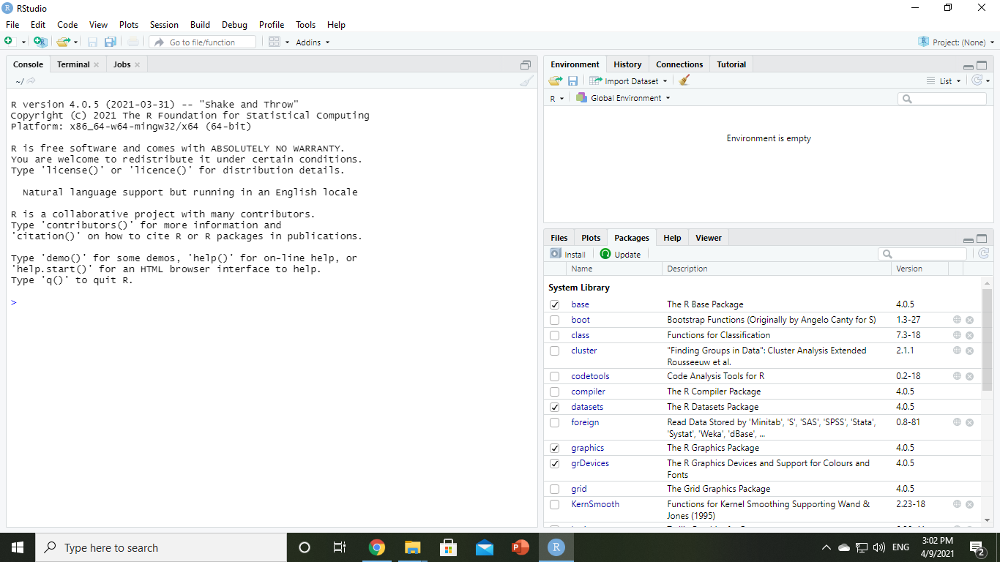 RStudio
File Edit Code View Plots Session Build Debug Profile Tools Help
Go to file/function Addins Project: (None)
Console Terminal Jobs
~/
R version 4.0.5 (2021-03-31) -- "Shake and Throw"
Copyright (C) 2021 The R Foundation for Statistical Computing
Platform: x86_64-w64-mingw32/x64 (64-bit)
R is free software and comes with ABSOLUTELY NO WARRANTY.
You are welcome to redistribute it under certain conditions.
Type 'license()' or 'licence()' for distribution details.
Natural language support but running in an English locale
R is a collaborative project with many contributors.
Type 'contributors()' for more information and
'citation()' on how to cite R or R packages in publications.
Type 'demo()' for some demos, 'help()' for on-line help, or
'help.start()' for an HTML browser interface to help.
Type 'q()' to quit R.
>
Environment History Connections Tutorial
Import Dataset List
R Global Environment
Environment is empty
Files Plots Packages Help Viewer
Install Update
Name Description Version
System Library
base The R Base Package 4.0.5
boot Bootstrap Functions (Originally by Angelo Canty for S) 1.3-27
class Functions for Classification 7.3-18
cluster "Finding Groups in Data": Cluster Analysis Extended 2.1.1
Rousseeuw et al.
codetools Code Analysis Tools for R 0.2-18
compiler The R Compiler Package 4.0.5
datasets The R Datasets Package 4.0.5
foreign Read Data Stored by 'Minitab', 'S', 'SAS', 'SPSS', 'Stata', 0.8-81
'Systat', 'Weka', 'dBase', ...
graphics The R Graphics Package 4.0.5
grDevices The R Graphics Devices and Support for Colours and 4.0.5
Fonts
grid The Grid Graphics Package 4.0.5
KernSmooth Functions for Kernel Smoothing Supporting Wand & 2.23-18
Jones (1995)
Type here to search
ENG
3:02 PM
4/9/2021
2